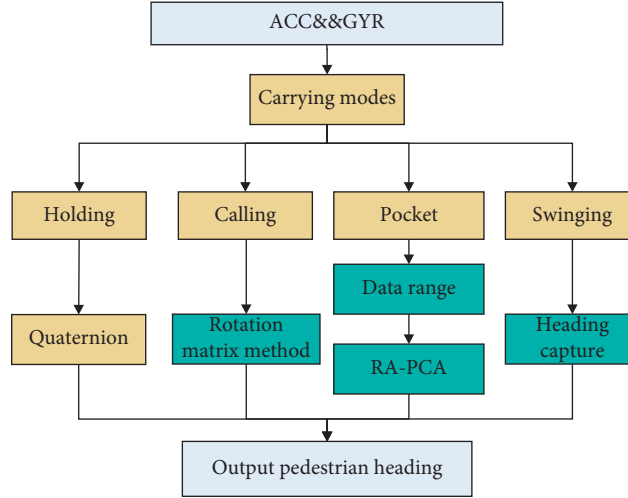 ACC&&GYR
Carrying modes
Holding
Calling
Pocket
Swinging
Data range
Quaternion
Rotation
matrix method
Heading
capture
RA-PCA
Output pedestrian heading